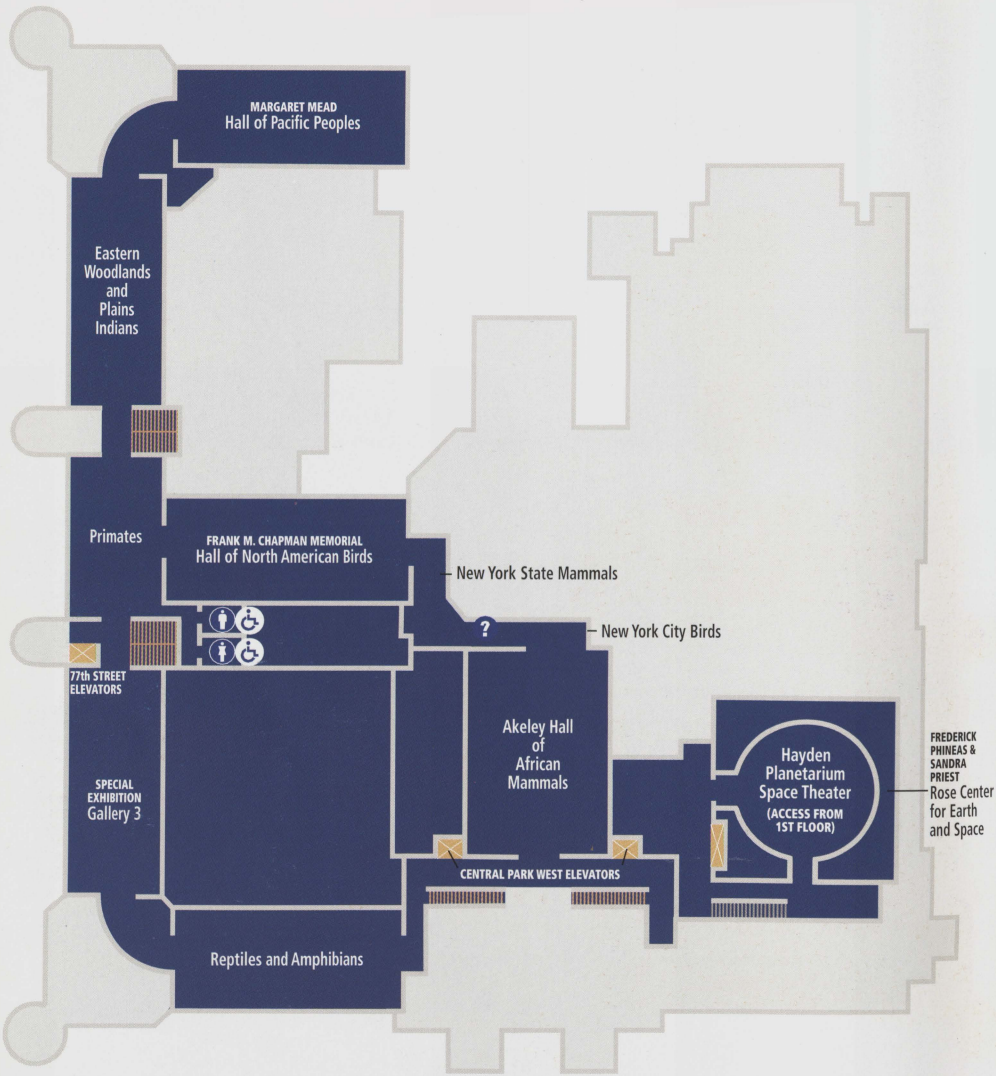 MARGARET MEAD
Hall of Pacific Peoples
Eastern
Woodlands
and
Plains
Indians
Primates
FRANK M. CHAPMAN MEMORIAL
Hall of North American Birds
New York State Mammals
?
New York City Birds
77th STREET
ELEVATORS
SPECIAL
EXHIBITION
Gallery 3
Akeley Hall
of
African
Mammals
Hayden
Planetarium
Space Theater
(ACCESS FROM
1ST FLOOR)
FREDERICK
PHINEAS &
SANDRA
PRIEST
Rose Center
for Earth
and Space
CENTRAL PARK WEST ELEVATORS
Reptiles and Amphibians